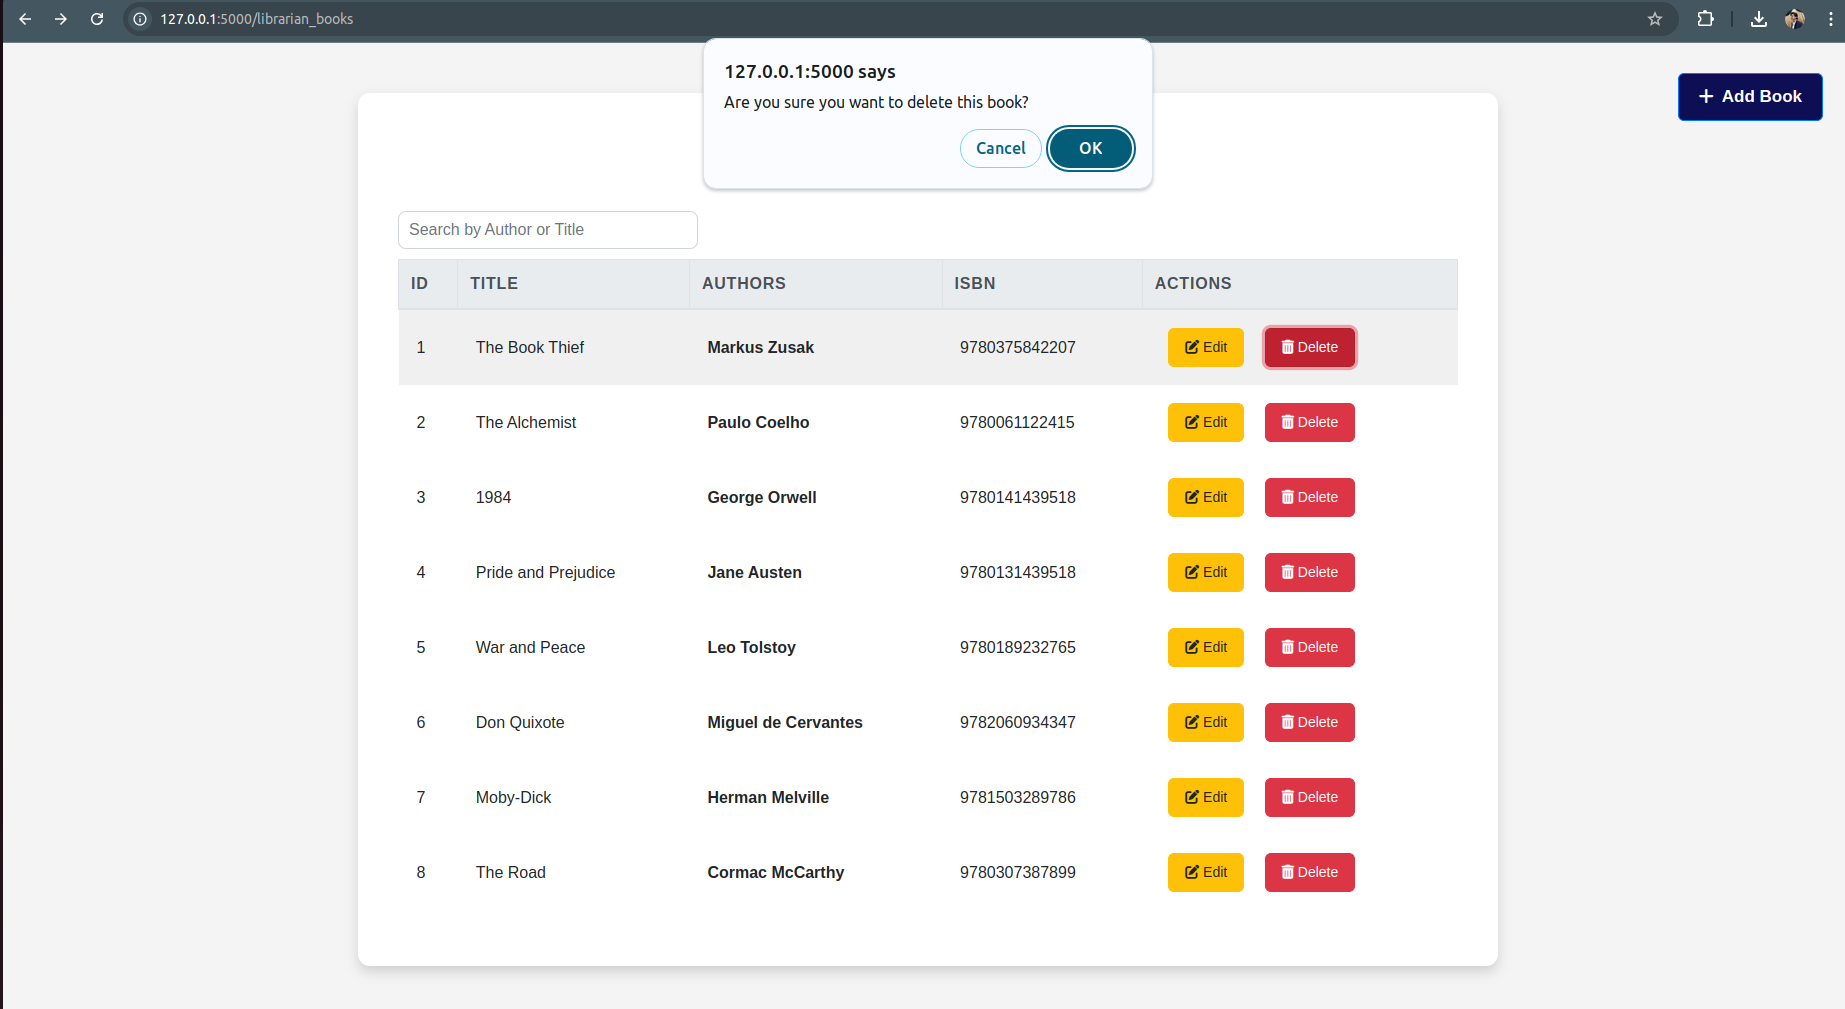 127.0.0.1:5000/librarian_books
127.0.0.1:5000 says
Are you sure you want to delete this book?
Cancel OK
Add Book
Search by Author or Title
ID TITLE AUTHORS ISBN ACTIONS
1 The Book Thief Markus Zusak 9780375842207 Edit Delete
2 The Alchemist Paulo Coelho 9780061122415 Edit Delete
3 1984 George Orwell 9780141439518 Edit Delete
4 Pride and Prejudice Jane Austen 9780131439518 Edit Delete
5 War and Peace Leo Tolstoy 9780189232765 Edit Delete
6 Don Quixote Miguel de Cervantes 9782060934347 Edit Delete
7 Moby-Dick Herman Melville 9781503289786 Edit Delete
8 The Road Cormac McCarthy 9780307387899 Edit Delete